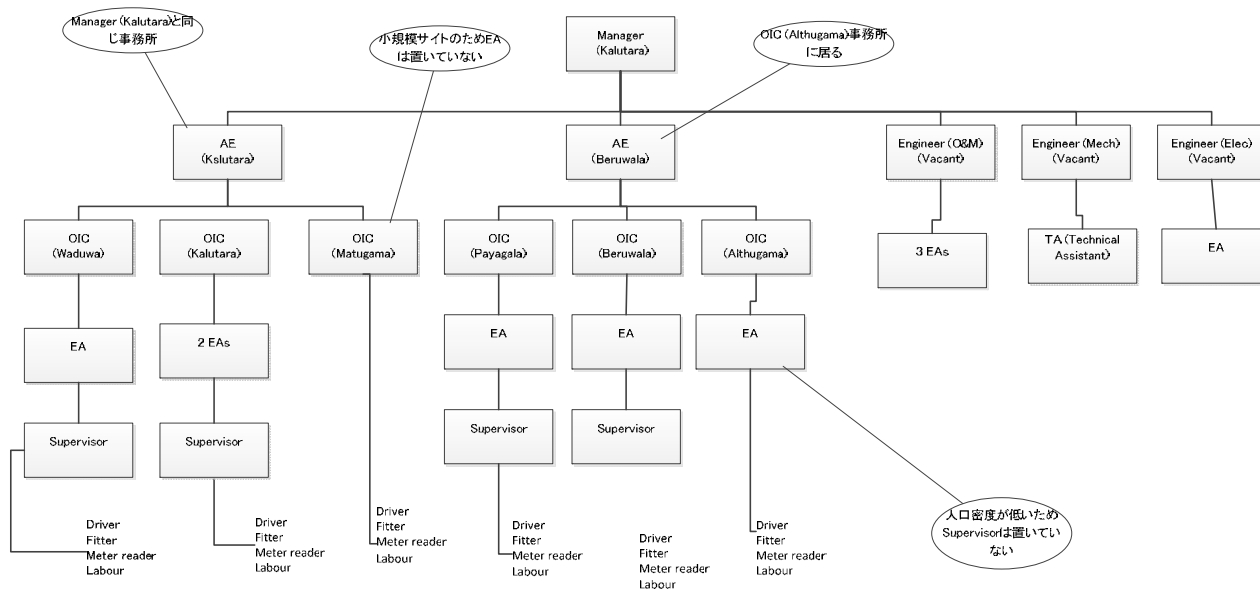 Manager (Kalutara)と同
じ事務所
小規模サイトのためEA
は置いていない
Manager
(Kalutara)
OIC (Althugama)事務所
に居る
AE
(Kslutara)
AE
(Beruwala)
Engineer (O&M)
(Vacant)
Engineer (Mech)
(Vacant)
Engineer (Elec)
(Vacant)
OIC
(Waduwa)
OIC
(Kalutara)
OIC
(Matugama)
OIC
(Payagala)
OIC
(Beruwala)
OIC
(Althugama)
3 EAs
TA (Technical
Assistant)
EA
EA
2 EAs
EA
EA
EA
Supervisor
Supervisor
Supervisor
Supervisor
Driver
Fitter
Meter reader
Labour
Driver
Fitter
Meter reader
Labour
Driver
Fitter
Meter reader
Labour
Driver
Fitter
Meter reader
Labour
Driver
Fitter
Meter reader
Labour
Driver
Fitter
Meter reader
Labour
人口密度が低いため
Supervisorは置いてい
ない